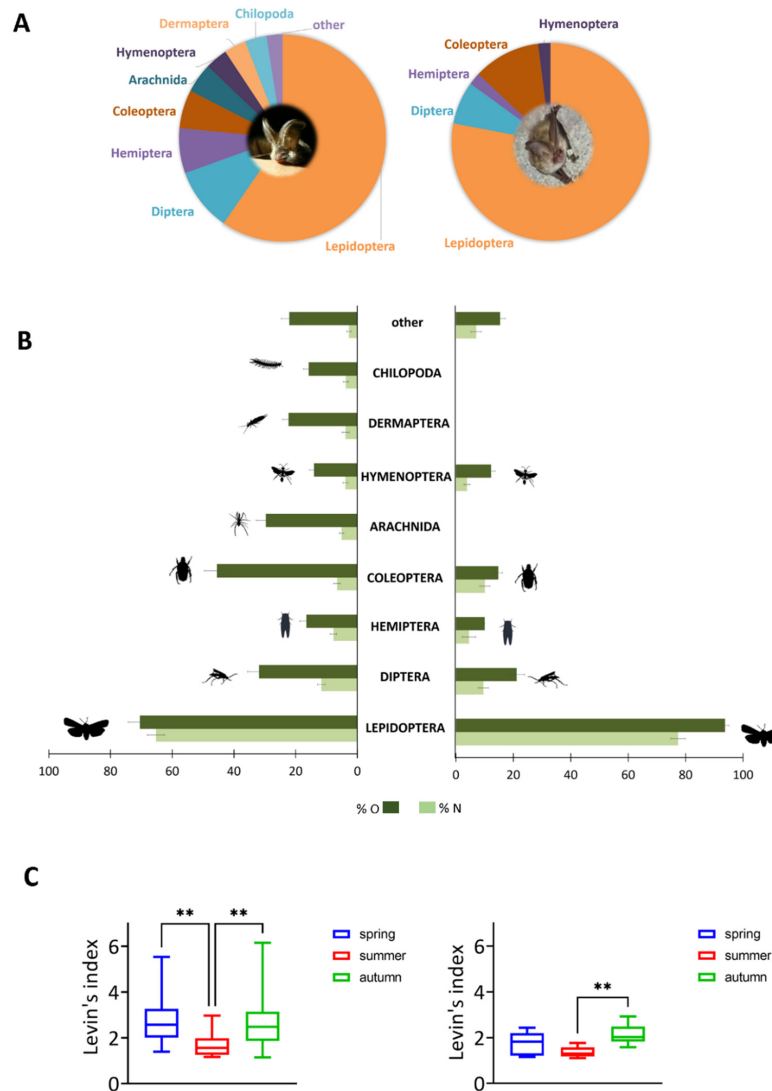 A
Chilopoda
Dermaptera
other
Hymenoptera
Arachnida
Coleoptera
Hemiptera
Diptera
Lepidoptera
Hymenoptera
Coleoptera
Hemiptera
Diptera
Lepidoptera
B
other
CHILOPODA
DERMAPTERA
HYMENOPTERA
ARACHNIDA
COLEOPTERA
HEMIPTERA
DIPTERA
LEPIDOPTERA
100 80 60 40 20 0
0 20 40 60 80 100
% O % N
C
Levin's index
6
4
2
0
** **
spring
summer
autumn
Levin's index
6
4
2
0
**
spring
summer
autumn